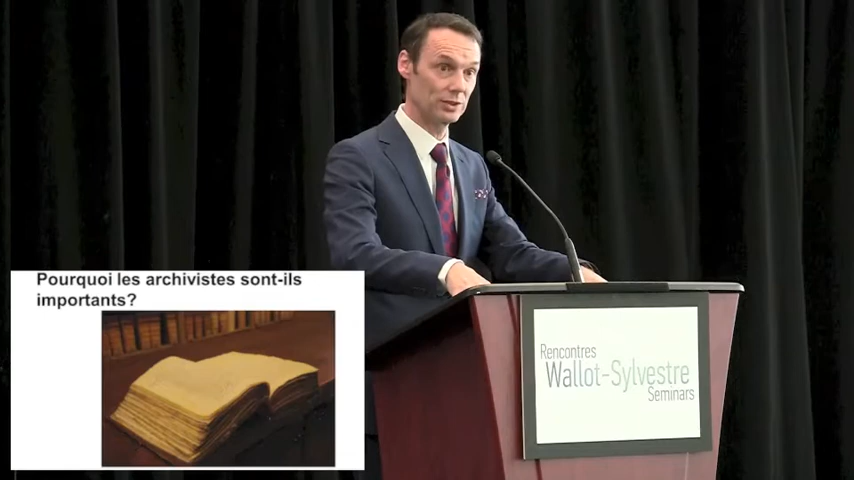 Pourquoi les archivistes sont-ils
importants?
Rencontres
Wallot-Sylvestre
Seminars